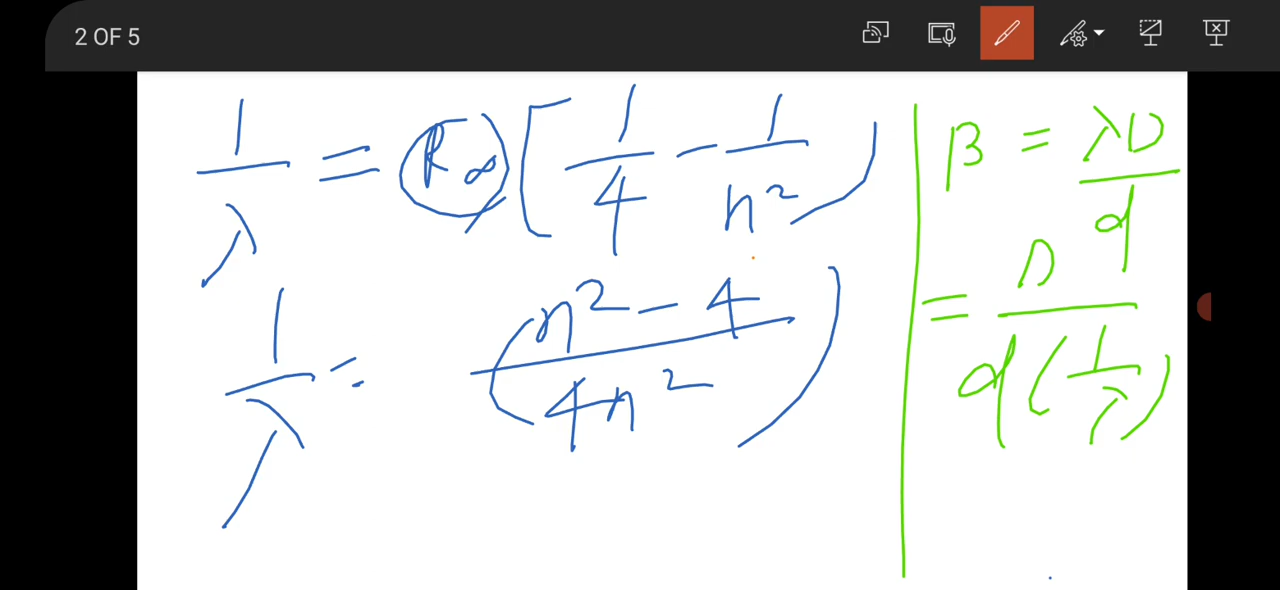 2 OF 5
1/λ = R∞ [1/4 - 1/n²)
1/λ = (n² - 4 / 4n²)
β = λD/d
= D / d(1/λ)